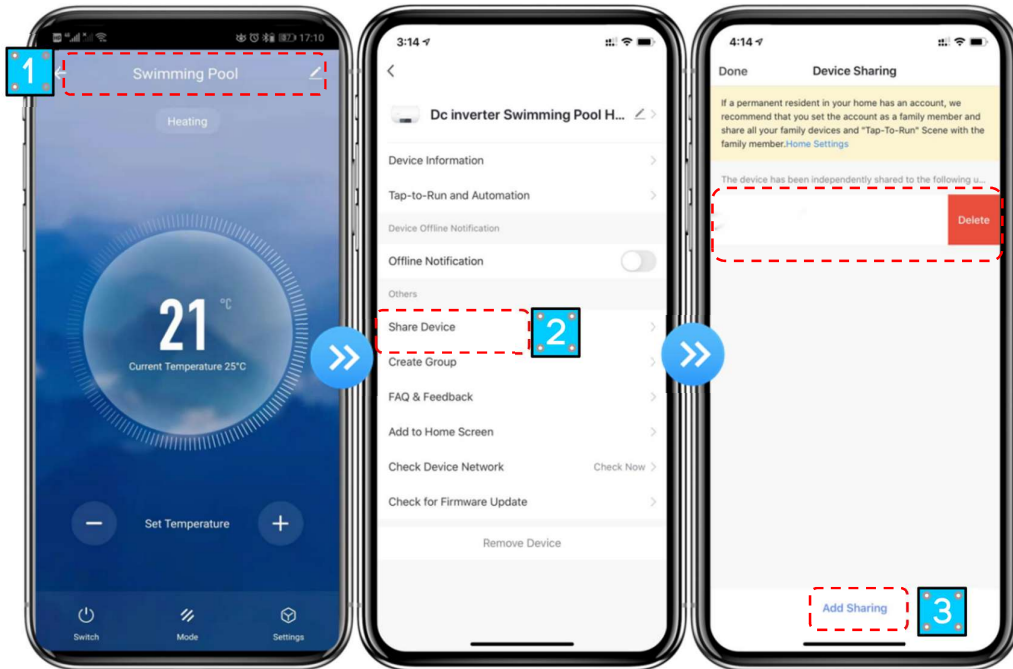 17:10
1
Swimming Pool
Heating
21 °C
Current Temperature 25°C
Set Temperature
Switch
Mode
Settings
3:14
Dc inverter Swimming Pool H...
Device Information
Tap-to-Run and Automation
Device Offline Notification
Offline Notification
Others
Share Device
2
Create Group
FAQ & Feedback
Add to Home Screen
Check Device Network Check Now
Check for Firmware Update
Remove Device
4:14
Done Device Sharing
If a permanent resident in your home has an account, we
recommend that you set the account as a family member and
share all your family devices and "Tap-To-Run" Scene with the
family member.Home Settings
The device has been independently shared to the following u...
Delete
Add Sharing
3